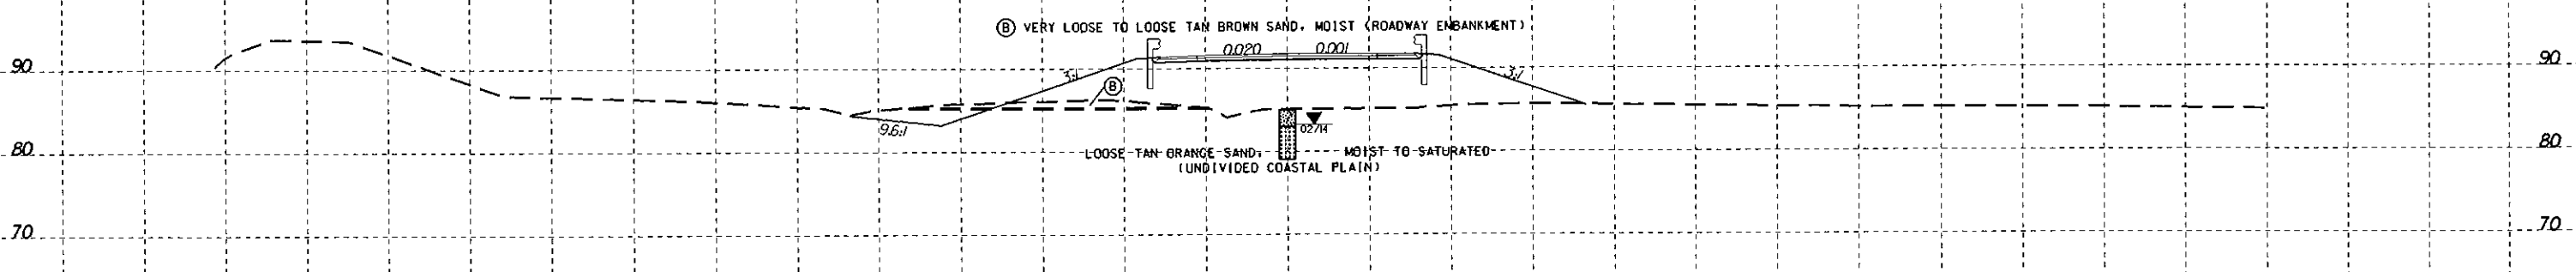 Ⓑ VERY LOOSE TO LOOSE TAN BROWN SAND, MOIST (ROADWAY EMBANKMENT)
0.020 0.001
90 3:1 3:1 90
B
9.6:1 02/14
80 LOOSE TAN ORANGE SAND, MOIST TO SATURATED 80
(UNDIVIDED COASTAL PLAIN)
70 70